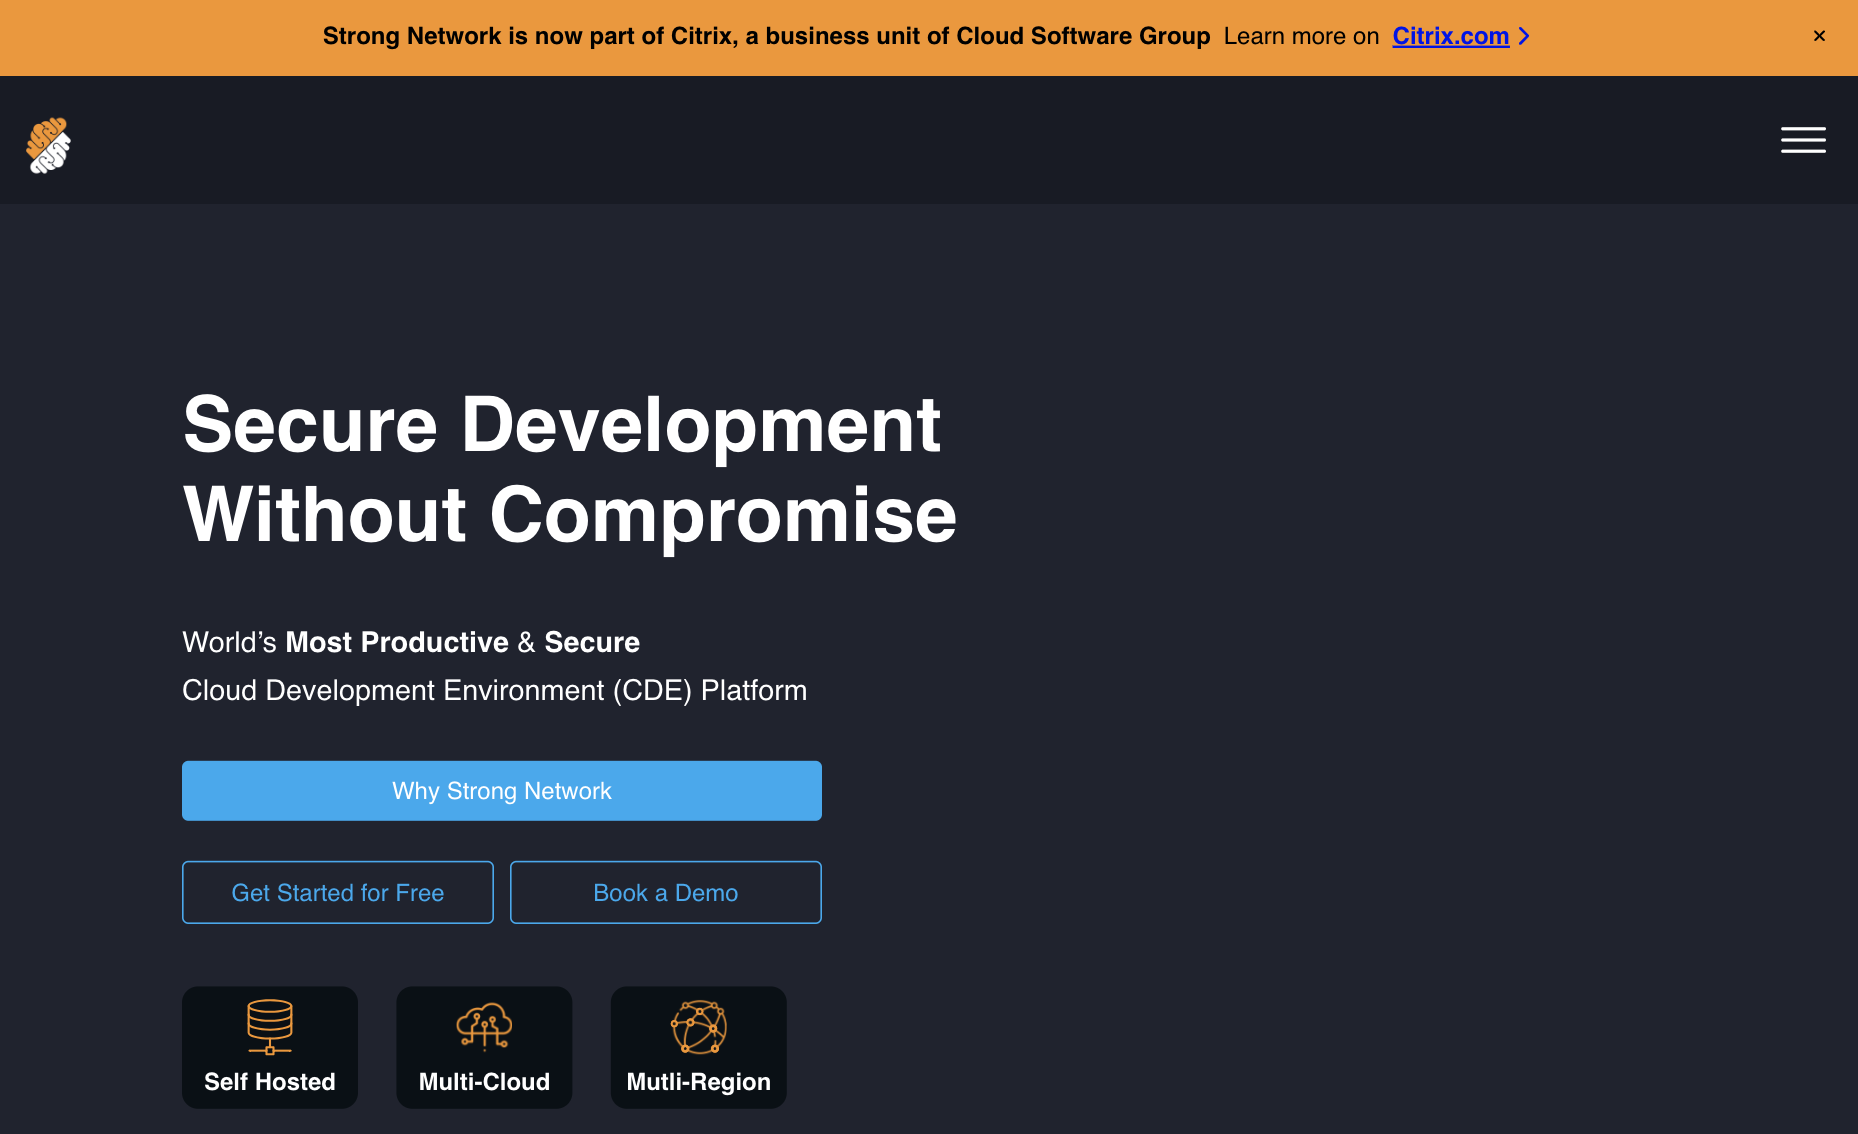 Strong Network is now part of Citrix, a business unit of Cloud Software Group Learn more on Citrix.com
Secure Development
Without Compromise
World’s Most Productive & Secure
Cloud Development Environment (CDE) Platform
Why Strong Network
Get Started for Free
Book a Demo
Self Hosted
Multi-Cloud
Mutli-Region